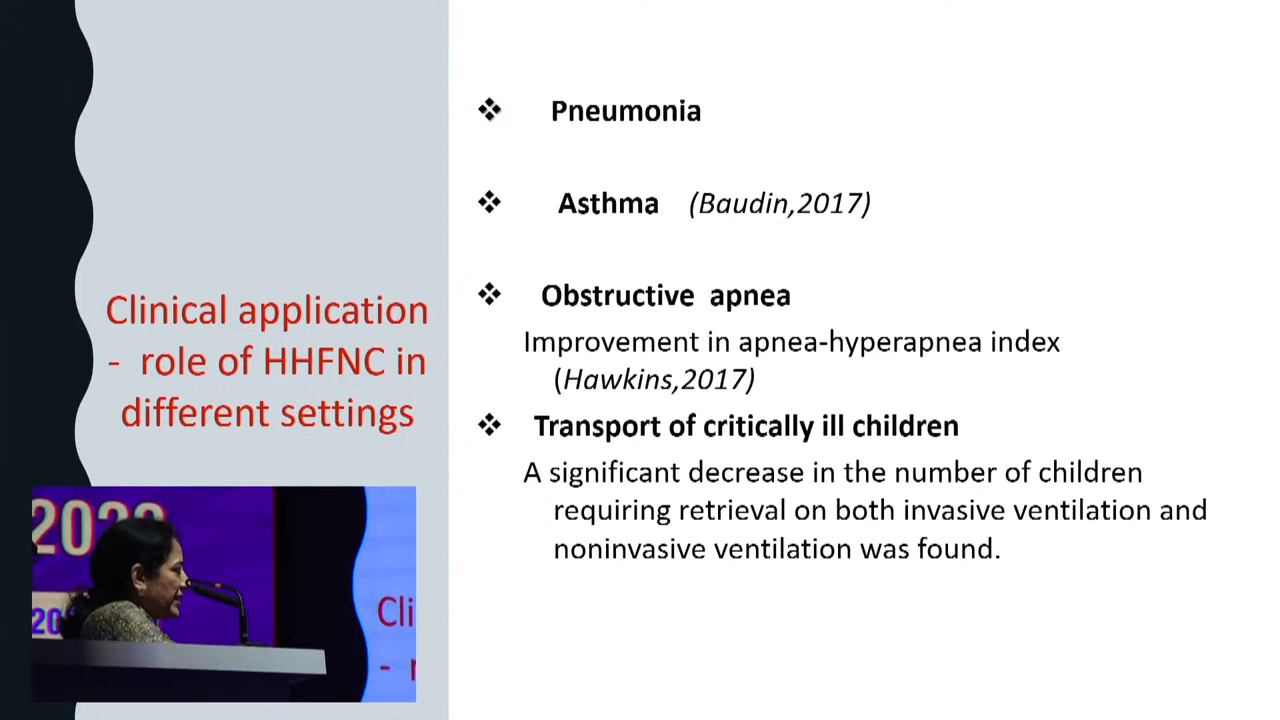 Clinical application
- role of HHFNC in
different settings
❖ Pneumonia
❖ Asthma (Baudin,2017)
❖ Obstructive apnea
Improvement in apnea-hyperapnea index
(Hawkins,2017)
❖ Transport of critically ill children
A significant decrease in the number of children
requiring retrieval on both invasive ventilation and
noninvasive ventilation was found.
Cli
-